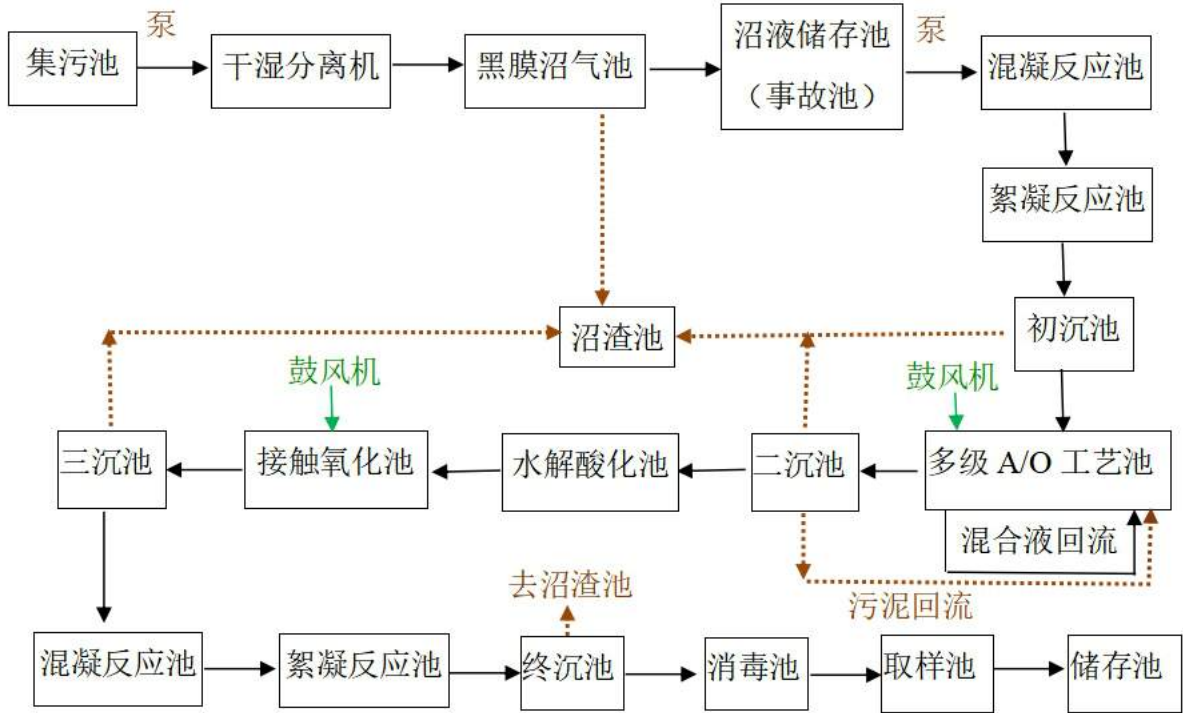 泵
集污池
干湿分离机
黑膜沼气池
沼液储存池
（事故池）
泵
混凝反应池
絮凝反应池
初沉池
沼渣池
鼓风机
鼓风机
三沉池
接触氧化池
水解酸化池
二沉池
多级 A/O 工艺池
混合液回流
污泥回流
去沼渣池
混凝反应池
絮凝反应池
终沉池
消毒池
取样池
储存池